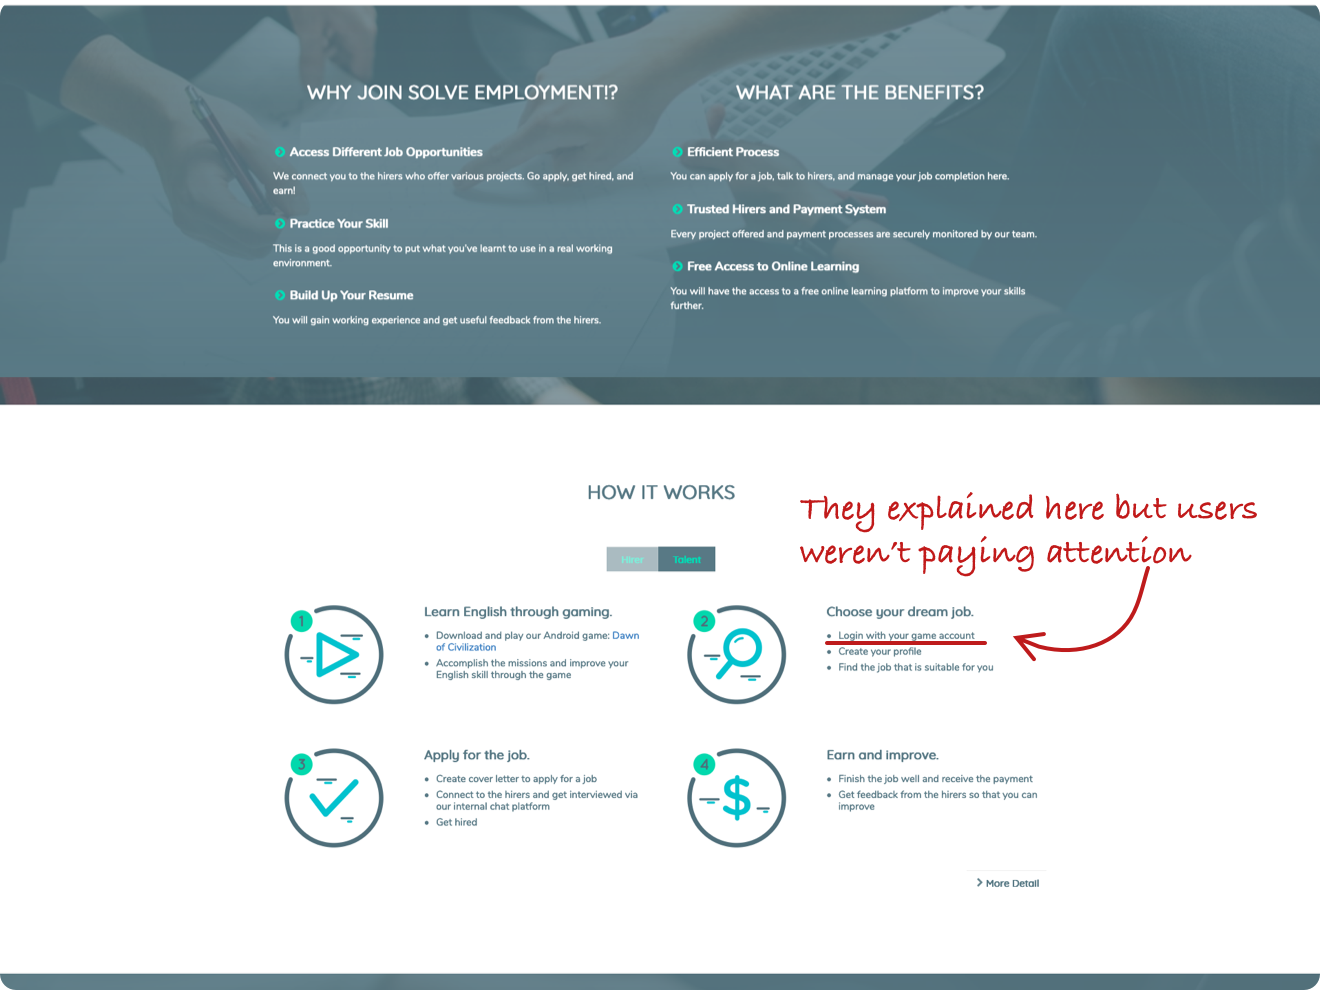 WHY JOIN SOLVE EMPLOYMENT!?
Access Different Job Opportunities
We connect you to the hirers who offer various projects. Go apply, get hired, and
earn!
Practice Your Skill
This is a good opportunity to put what you've learnt to use in a real working
environment.
Build Up Your Resume
You will gain working experience and get useful feedback from the hirers.
WHAT ARE THE BENEFITS?
Efficient Process
You can apply for a job, talk to hirers, and manage your job completion here.
Trusted Hirers and Payment System
Every project offered and payment processes are securely monitored by our team.
Free Access to Online Learning
You will have the access to a free online learning platform to improve your skills
further.
HOW IT WORKS
They explained here but users
weren't paying attention
Hirer Talent
1
Learn English through gaming.
• Download and play our Android game: Dawn
of Civilization
• Accomplish the missions and improve your
English skill through the game
2
Choose your dream job.
• Login with your game account
• Create your profile
• Find the job that is suitable for you
3
Apply for the job.
• Create cover letter to apply for a job
• Connect to the hirers and get interviewed via
our internal chat platform
• Get hired
4
$
Earn and improve.
• Finish the job well and receive the payment
• Get feedback from the hirers so that you can
improve
More Detail